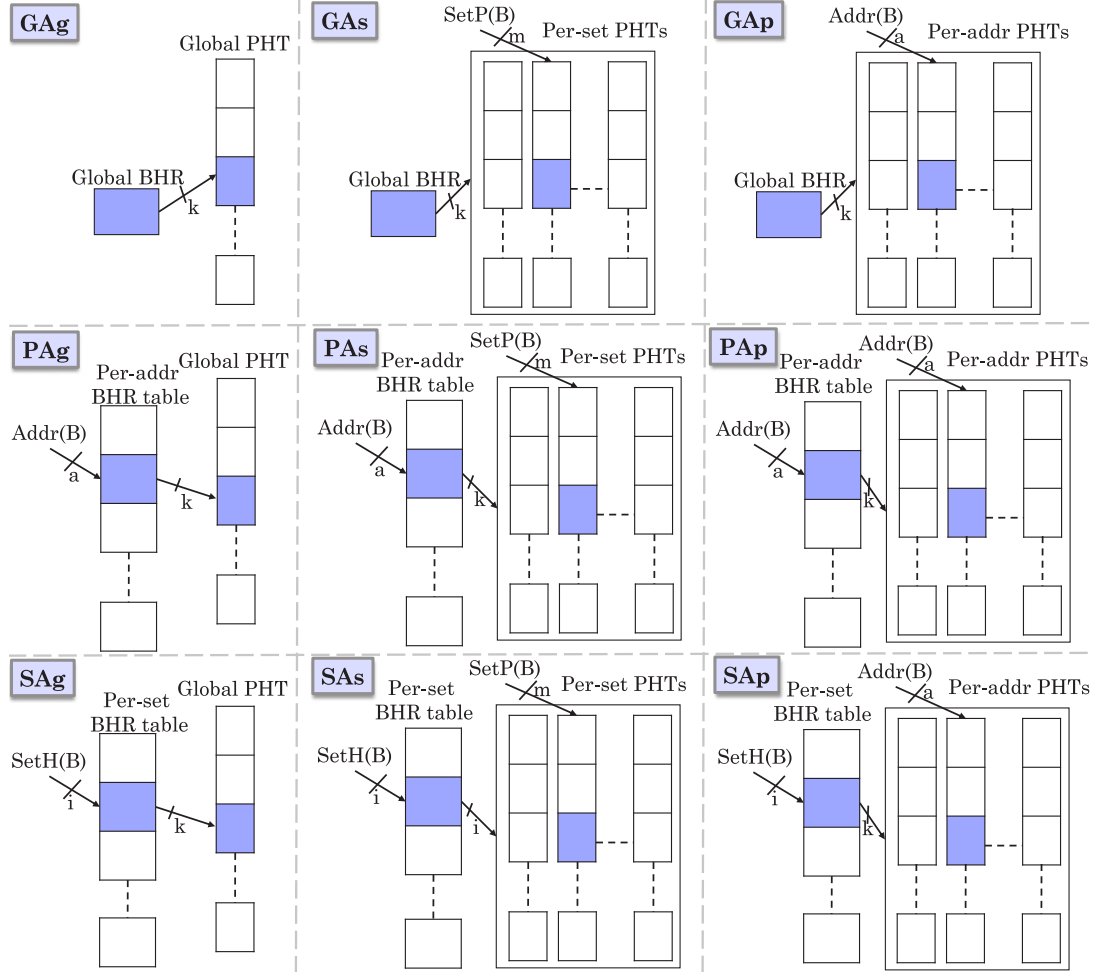 GAg
Global PHT
Global BHR
k
GAs
SetP(B)
m
Per-set PHTs
Global BHR
k
GAp
Addr(B)
a
Per-addr PHTs
Global BHR
k
PAg
Global PHT
Per-addr
BHR table
Addr(B)
a
k
PAs
SetP(B)
m
Per-set PHTs
Per-addr
BHR table
Addr(B)
a
k
PAp
Addr(B)
a
Per-addr PHTs
Per-addr
BHR table
Addr(B)
a
k
SAg
Global PHT
Per-set
BHR table
SetH(B)
i
k
SAs
SetP(B)
m
Per-set PHTs
Per-set
BHR table
SetH(B)
i
i
SAp
Addr(B)
a
Per-addr PHTs
Per-set
BHR table
SetH(B)
i
k